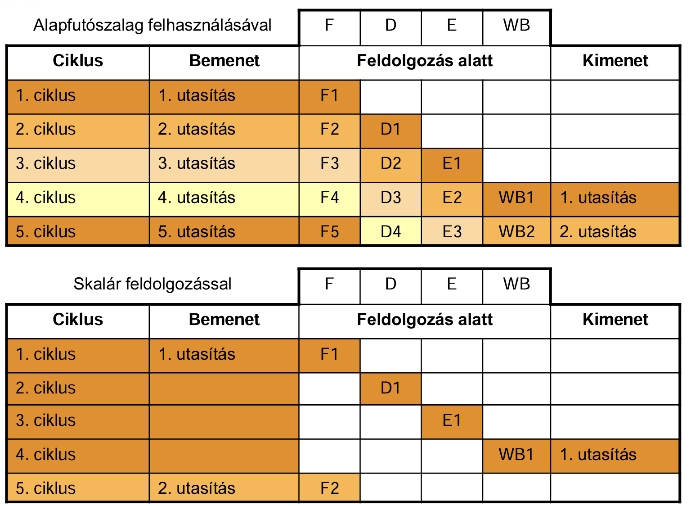 Alapfutószalag felhasználásával F D E WB
Ciklus Bemenet Feldolgozás alatt Kimenet
1. ciklus 1. utasítás F1
2. ciklus 2. utasítás F2 D1
3. ciklus 3. utasítás F3 D2 E1
4. ciklus 4. utasítás F4 D3 E2 WB1 1. utasítás
5. ciklus 5. utasítás F5 D4 E3 WB2 2. utasítás
Skalár feldolgozással F D E WB
Ciklus Bemenet Feldolgozás alatt Kimenet
1. ciklus 1. utasítás F1
2. ciklus D1
3. ciklus E1
4. ciklus WB1 1. utasítás
5. ciklus 2. utasítás F2